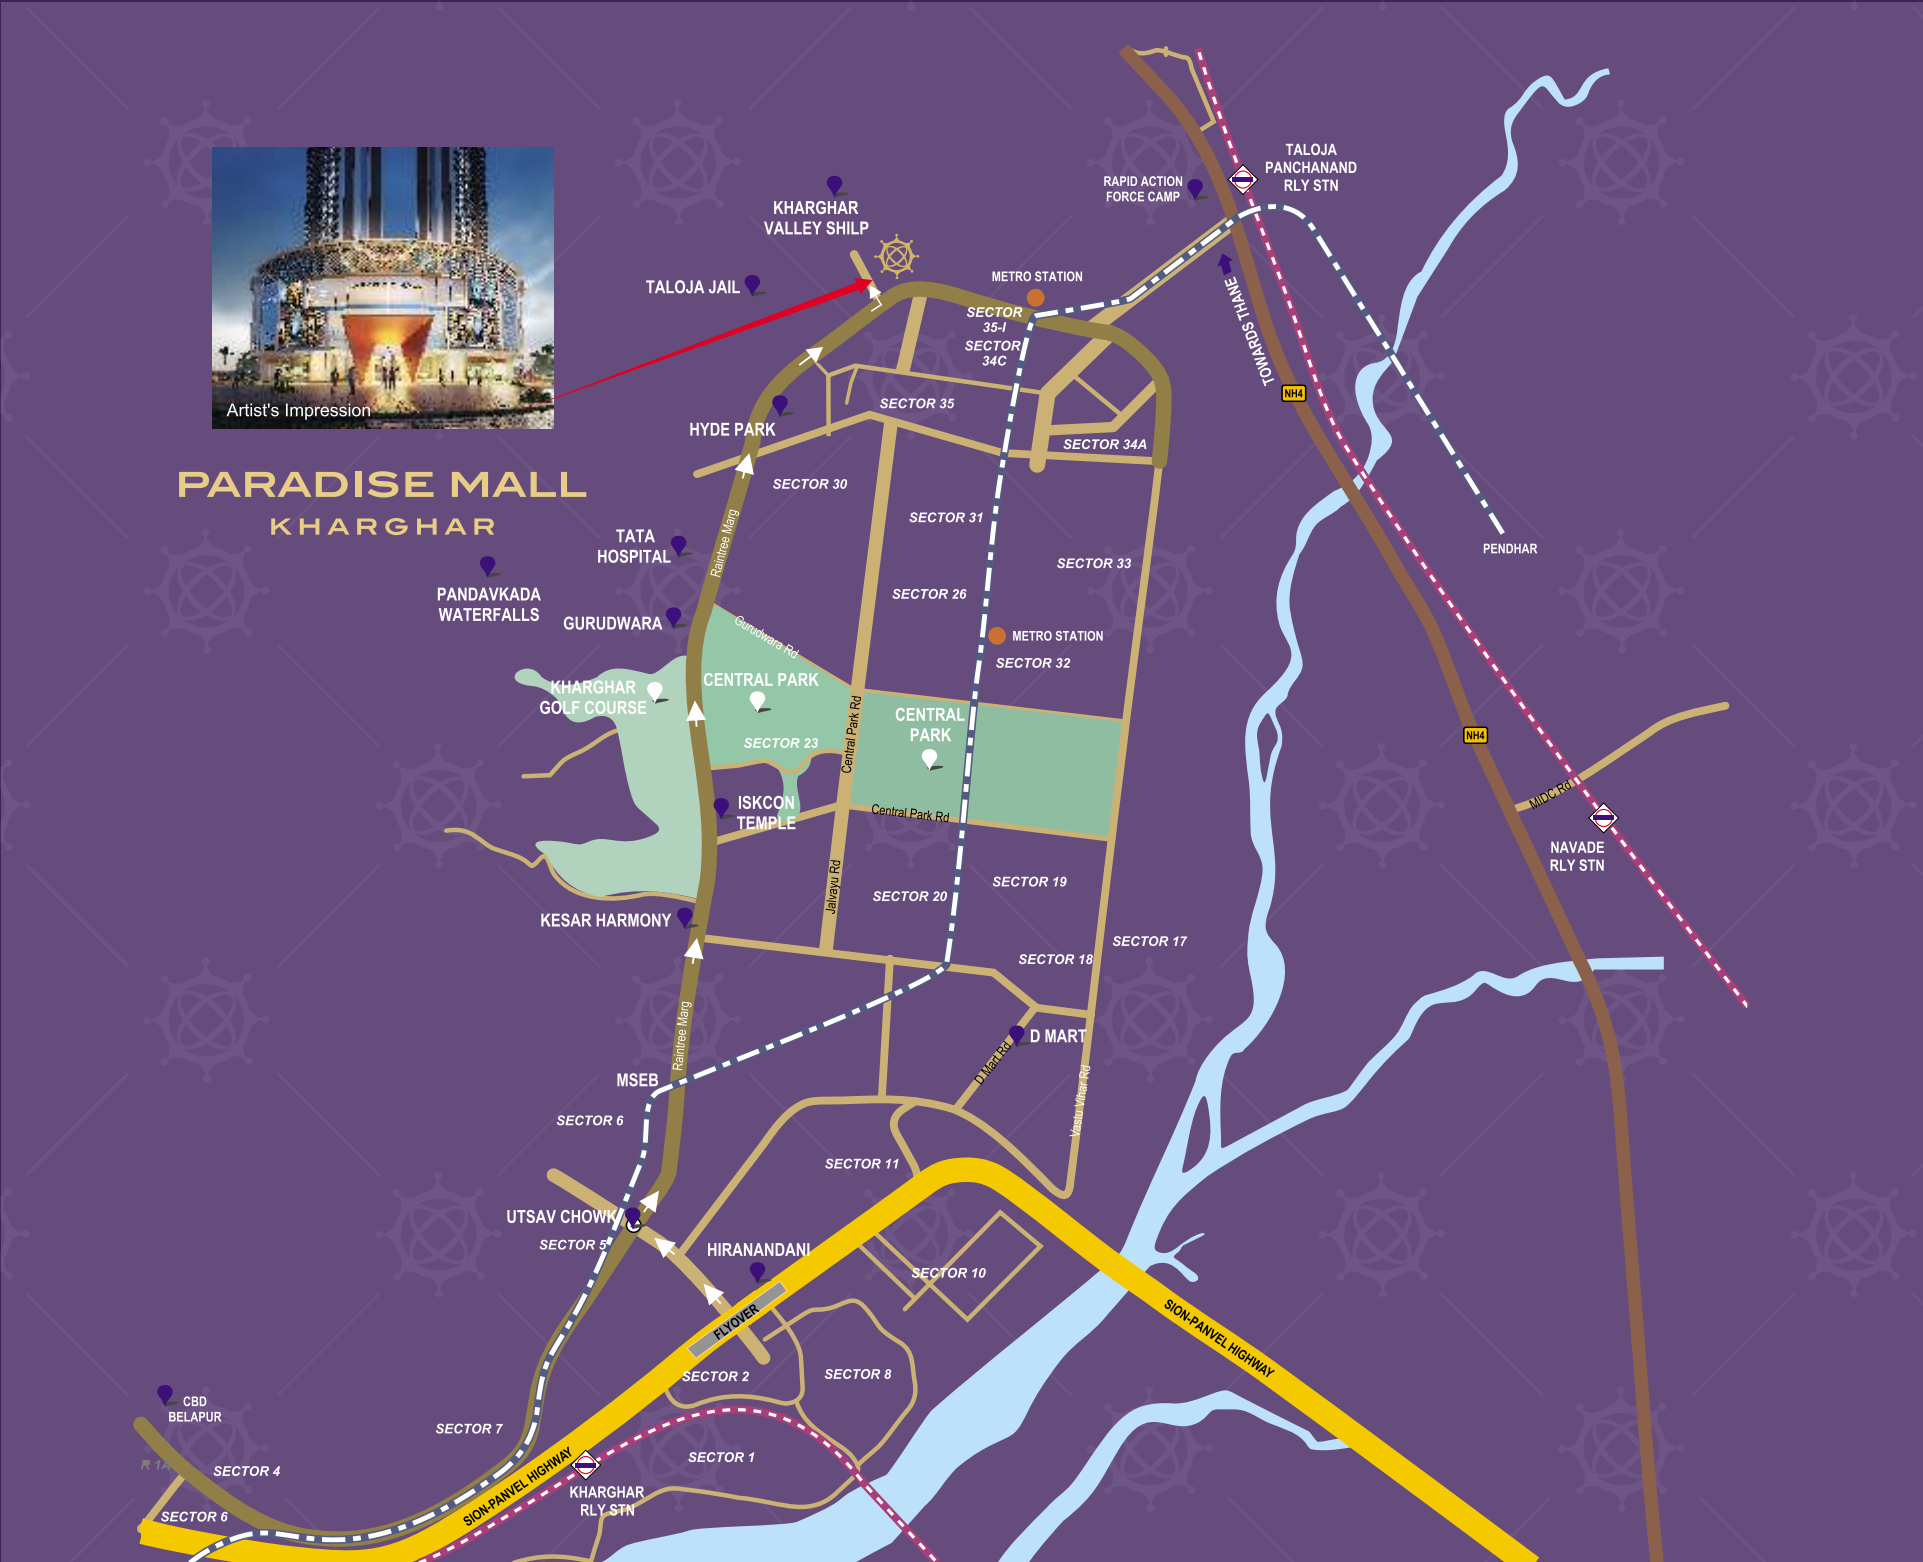 TALOJA
PANCHANAND
RLY STN
RAPID ACTION
FORCE CAMP
KHARGHAR
VALLEY SHILP
METRO STATION
TALOJA JAIL
SECTOR
35-I
SECTOR
34C
TOWARDS THANE
NH4
Artist's Impression
SECTOR 35
HYDE PARK
SECTOR 34A
PARADISE MALL
KHARGHAR
SECTOR 30
SECTOR 31
Raintree Marg
TATA
HOSPITAL
PENDHAR
SECTOR 33
PANDAVKADA
WATERFALLS
SECTOR 26
GURUDWARA
Gurudwara Rd
METRO STATION
SECTOR 32
KHARGHAR
GOLF COURSE
CENTRAL PARK
CENTRAL
PARK
Central Park Rd
SECTOR 23
NH4
MIDC Rd
ISKCON
TEMPLE
Central Park Rd
NAVADE
RLY STN
Jalvayu Rd
SECTOR 20
SECTOR 19
KESAR HARMONY
SECTOR 17
SECTOR 18
Raintree Marg
D MART
D Mart Rd
MSEB
Vastu Vihar Rd
SECTOR 6
SECTOR 11
UTSAV CHOWK
SECTOR 5
HIRANANDANI
SECTOR 10
FLYOVER
SION-PANVEL HIGHWAY
SECTOR 2
SECTOR 8
CBD
BELAPUR
SECTOR 7
SECTOR 1
R 1A
SECTOR 4
SION-PANVEL HIGHWAY
KHARGHAR
RLY STN
SECTOR 6